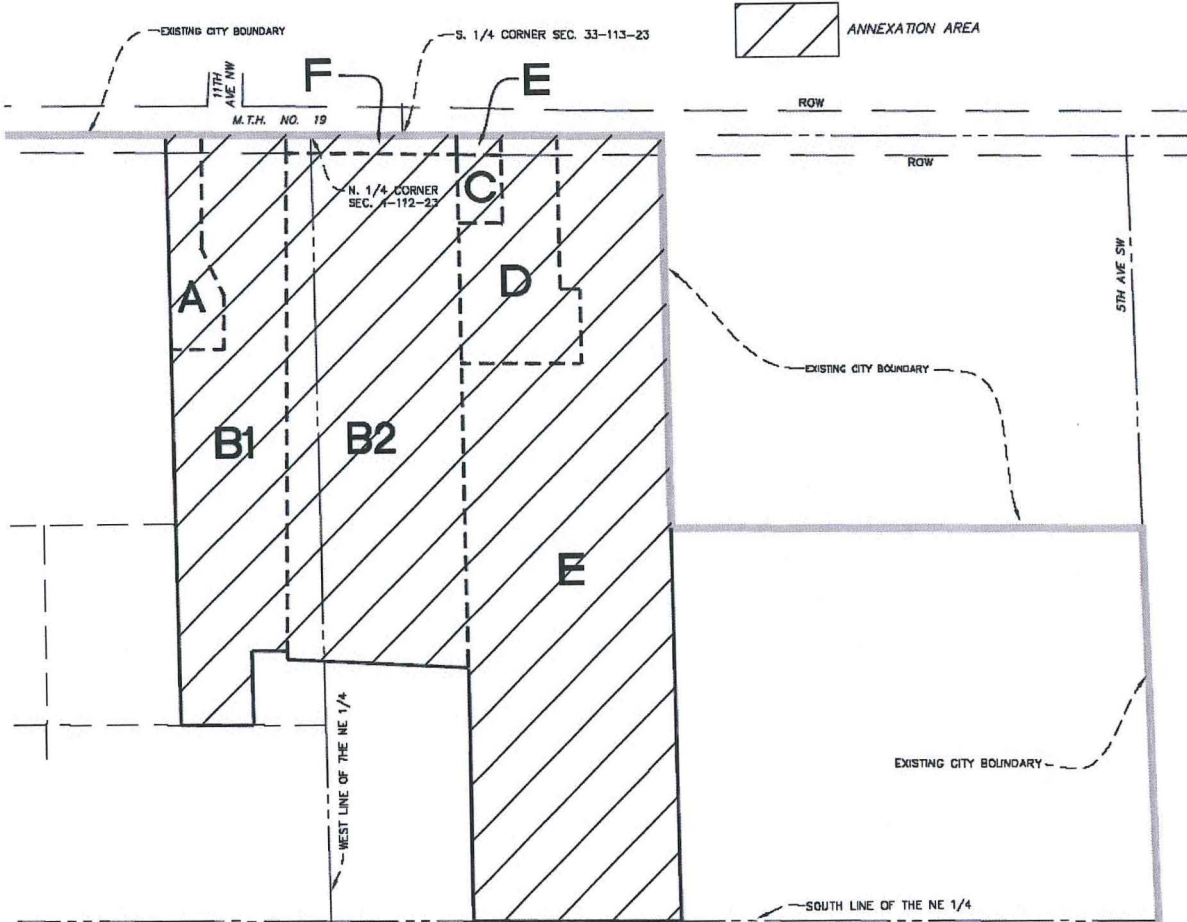 ANNEXATION AREA
EXISTING CITY BOUNDARY
S. 1/4 CORNER SEC. 33-113-23
11TH
AVE NW
F
E
ROW
M.T.H. NO. 19
ROW
N. 1/4 CORNER
SEC. 4-112-23
C
A
D
5TH AVE SW
EXISTING CITY BOUNDARY
B1
B2
E
WEST LINE OF THE NE 1/4
EXISTING CITY BOUNDARY
SOUTH LINE OF THE NE 1/4